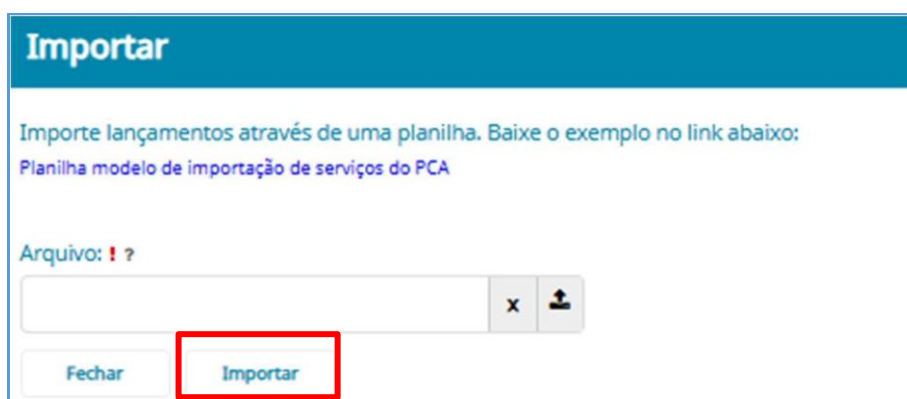 Importar
Importe lançamentos através de uma planilha. Baixe o exemplo no link abaixo:
Planilha modelo de importação de serviços do PCA
Arquivo: ! ?
x
Fechar Importar